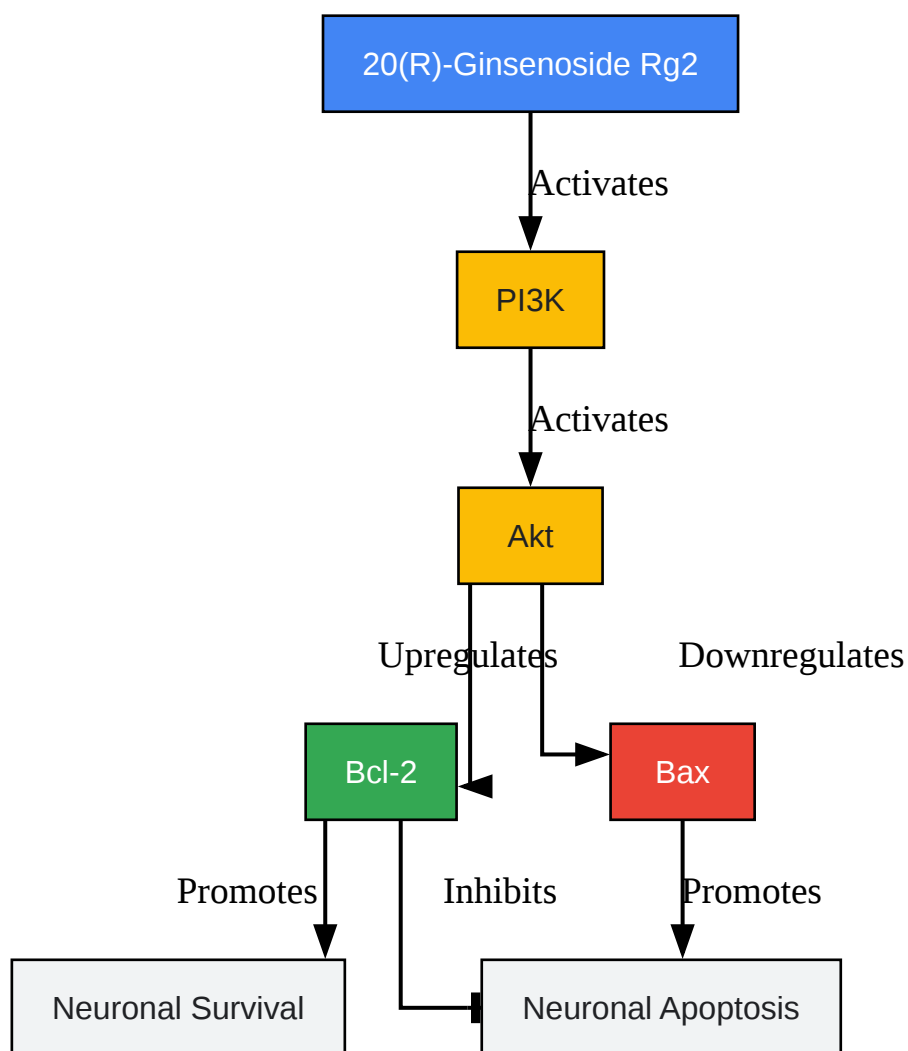 20(R)-Ginsenoside Rg2
Activates
PI3K
Activates
Akt
Upregulates
Downregulates
Bcl-2
Bax
Promotes
Inhibits
Promotes
Neuronal Survival
Neuronal Apoptosis